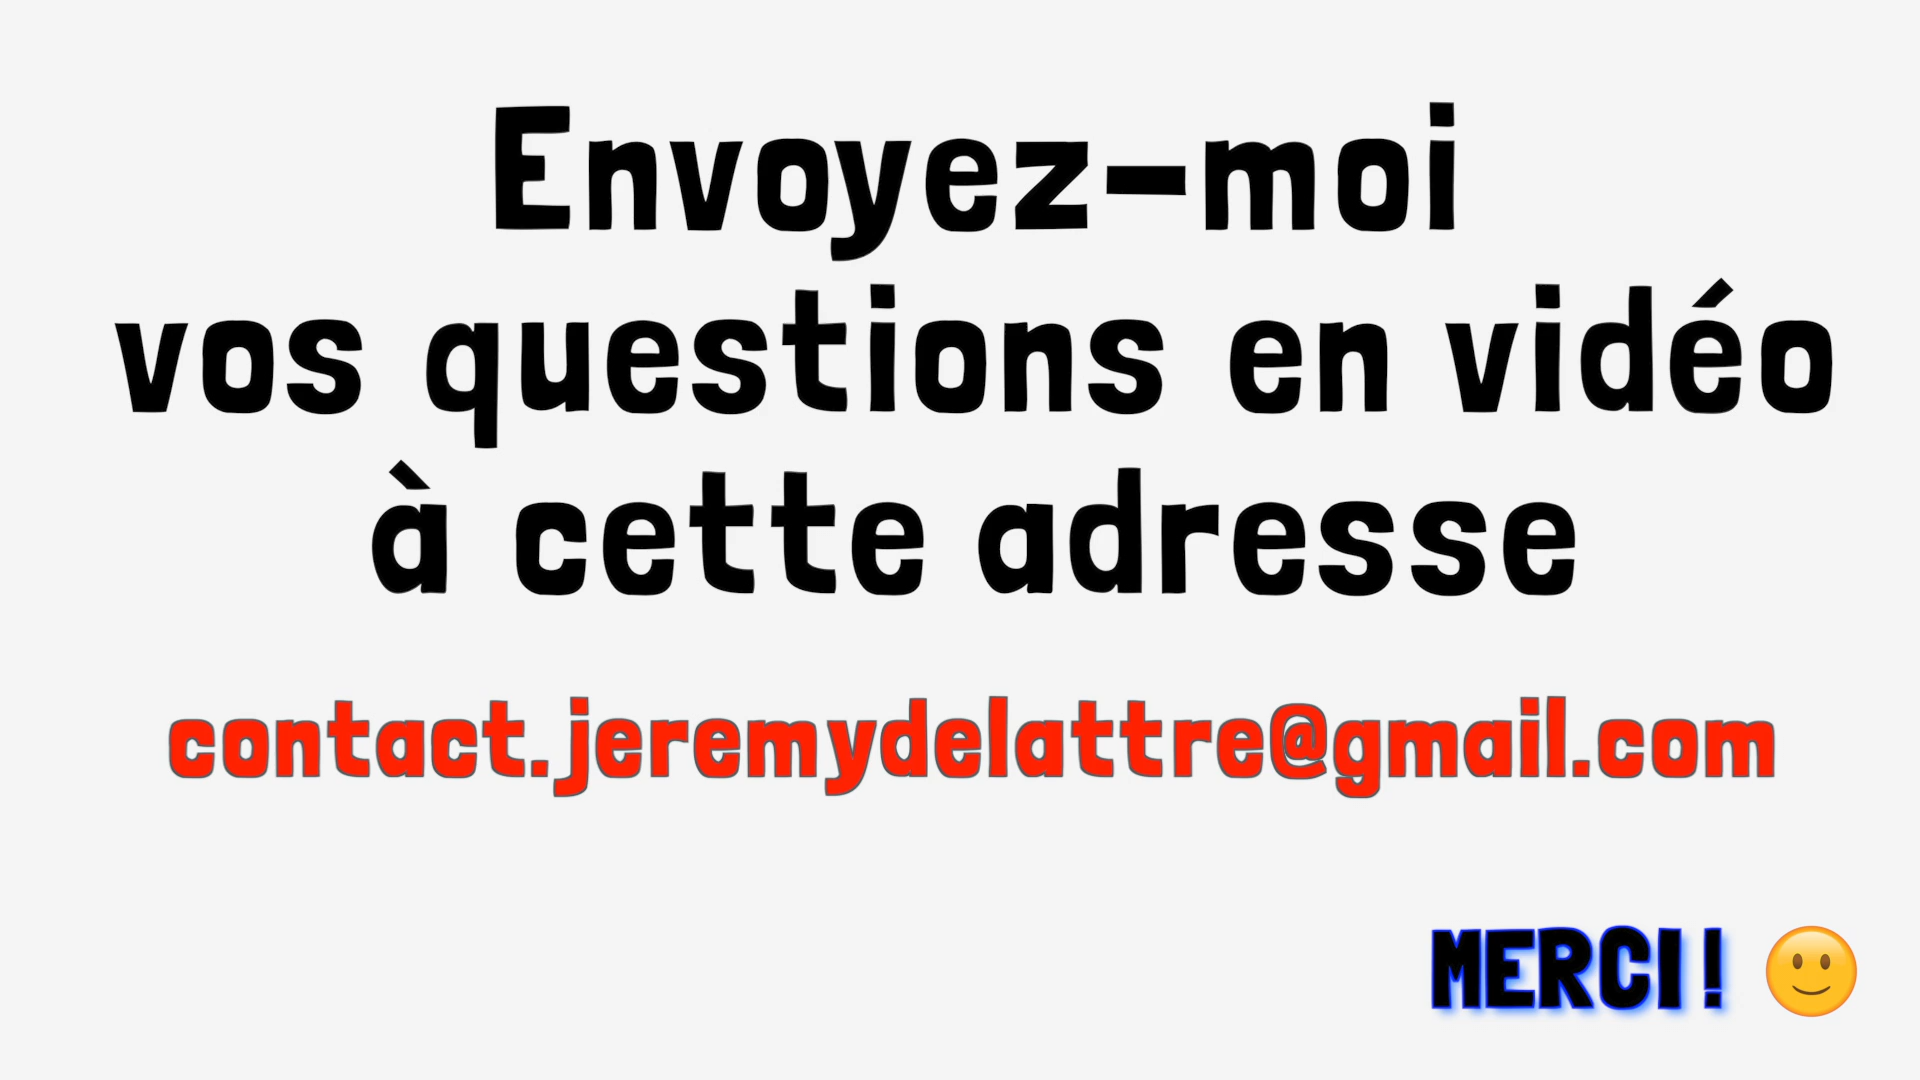 Envoyez-moi
vos questions en vidéo
à cette adresse
contact.jeremydelattre@gmail.com
MERCI ! 🙂